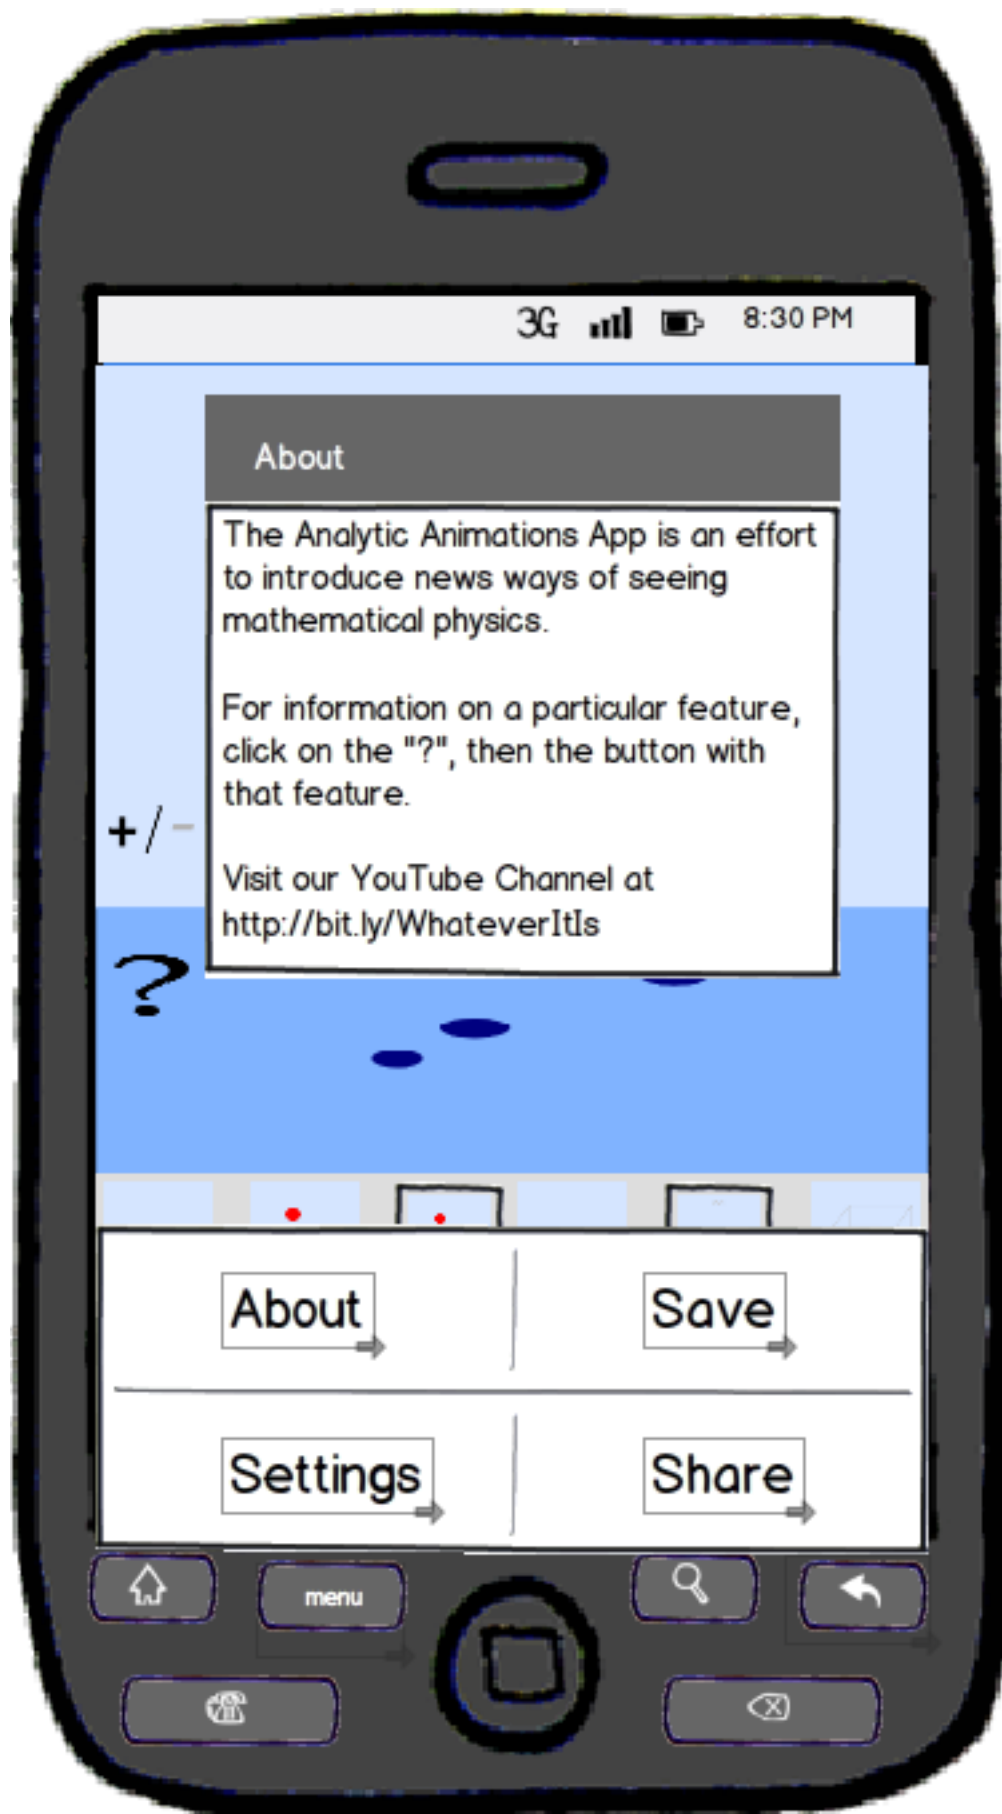 3G 8:30 PM
About
The Analytic Animations App is an effort
to introduce news ways of seeing
mathematical physics.
For information on a particular feature,
click on the "?", then the button with
that feature.
Visit our YouTube Channel at
http://bit.ly/WhateverItIs
+/-
?
About Save
Settings Share
menu